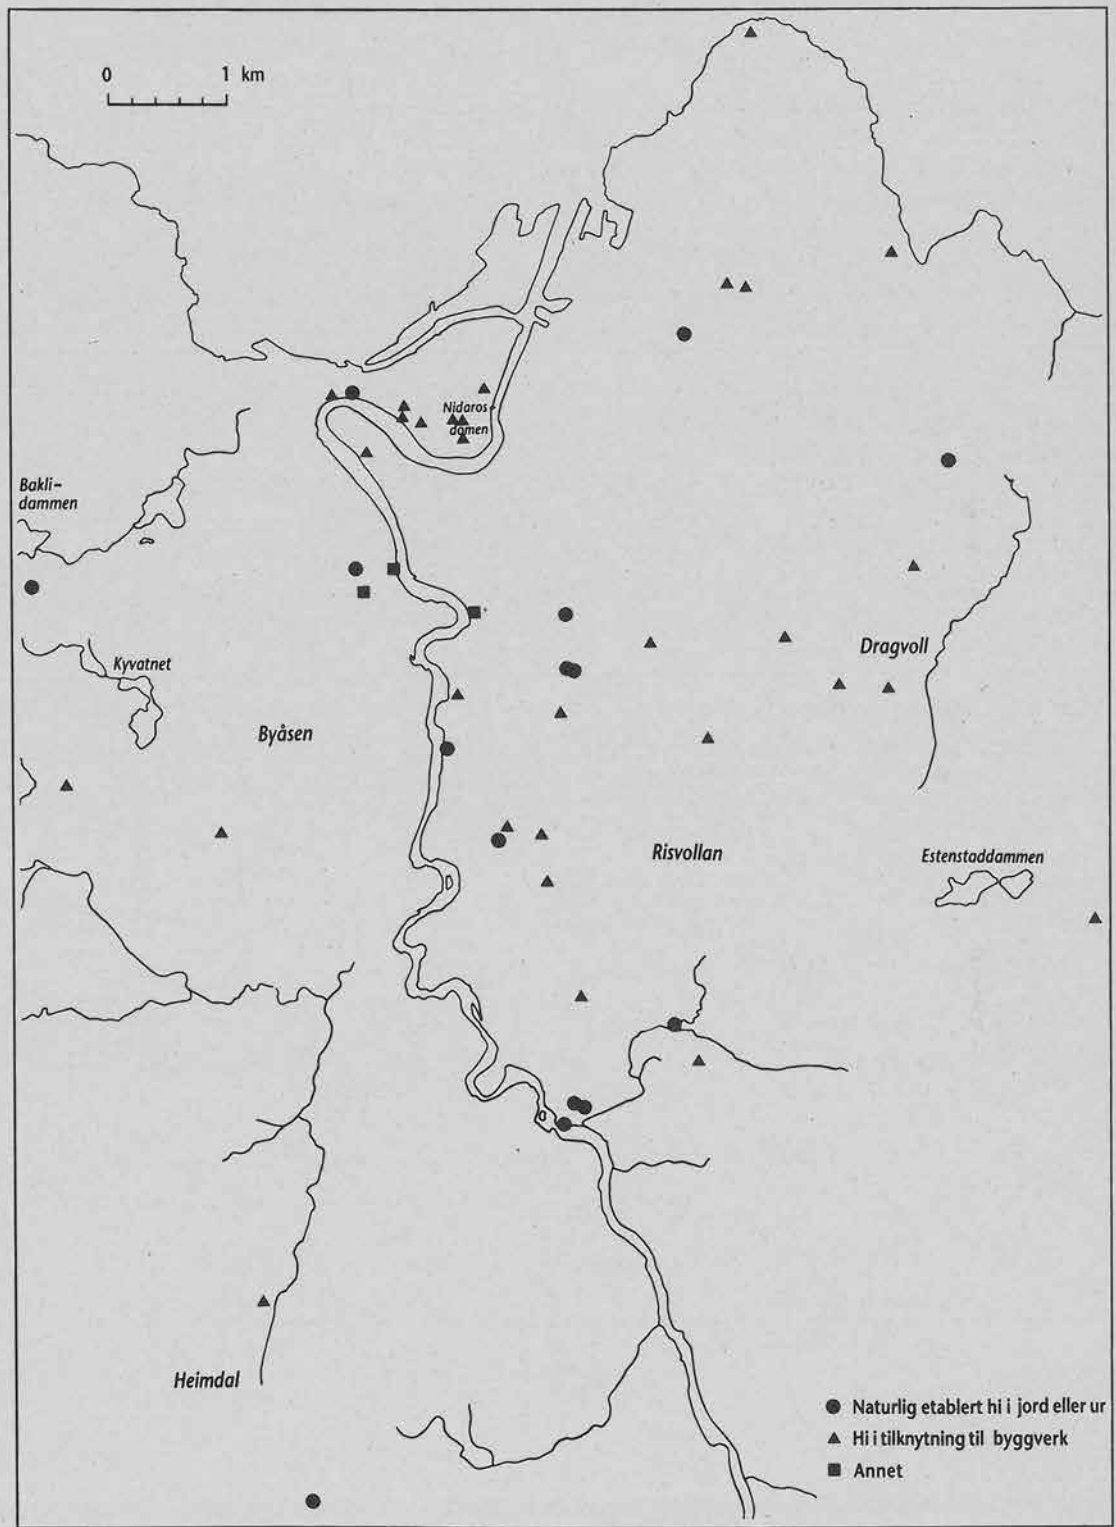 0 1 km
Nidaros
domen
Bakli-
dammen
Kyvatnet
Dragvoll
Byåsen
Risvollan
Estenstaddammen
Heimdal
Naturlig etablert hi i jord eller ur
Hi i tilknytning til byggverk
Annet